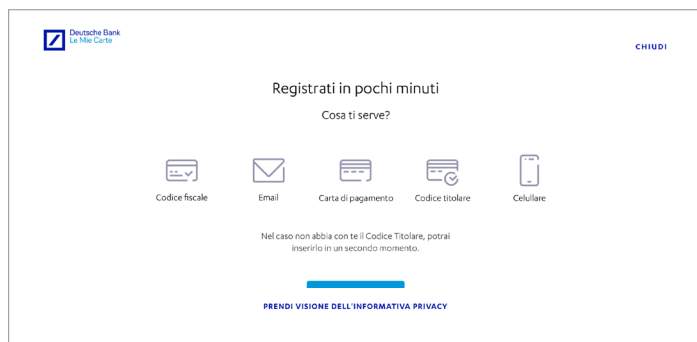 Deutsche Bank
Le Mie Carte
CHIUDI
Registrati in pochi minuti
Cosa ti serve?
Codice fiscale
Email
Carta di pagamento
Codice titolare
Celullare
Nel caso non abbia con te il Codice Titolare, potrai
inserirlo in un secondo momento.
PRENDI VISIONE DELL'INFORMATIVA PRIVACY